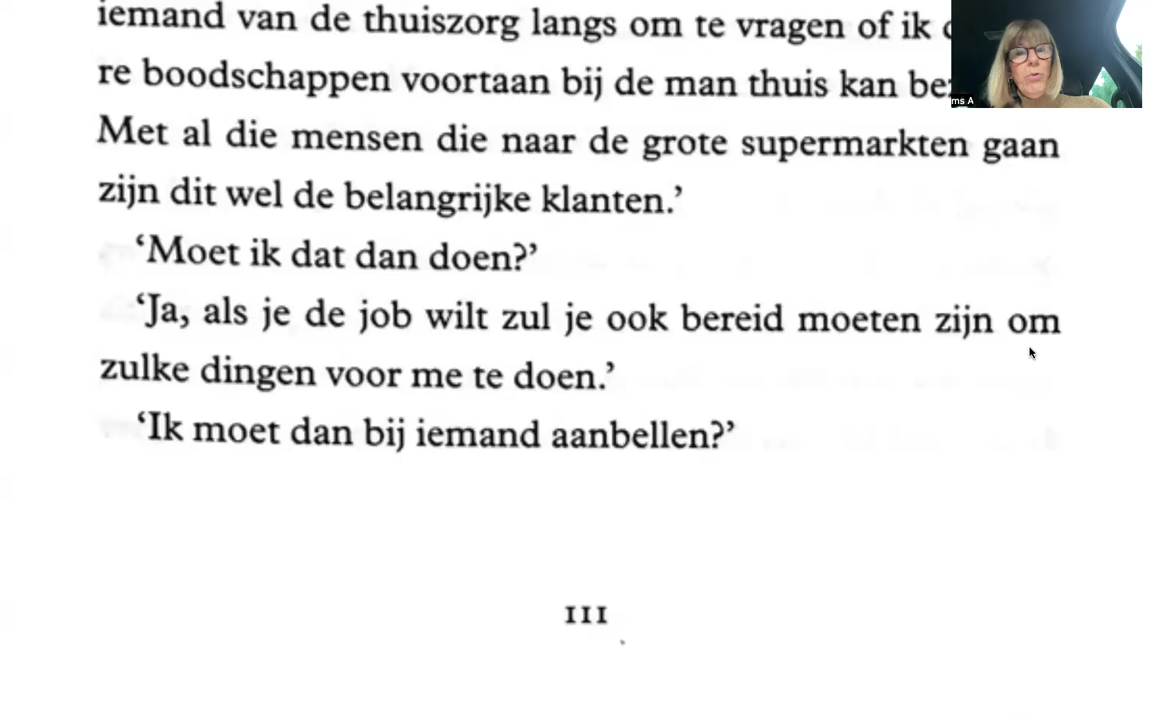 iemand van de thuiszorg langs om te vragen of ik
re boodschappen voortaan bij de man thuis kan
ms A
Met al die mensen die naar de grote supermarkten gaan
zijn dit wel de belangrijke klanten.’
‘Moet ik dat dan doen?’
‘Ja, als je de job wilt zul je ook bereid moeten zijn om
zulke dingen voor me te doen.’
‘Ik moet dan bij iemand aanbellen?’
111